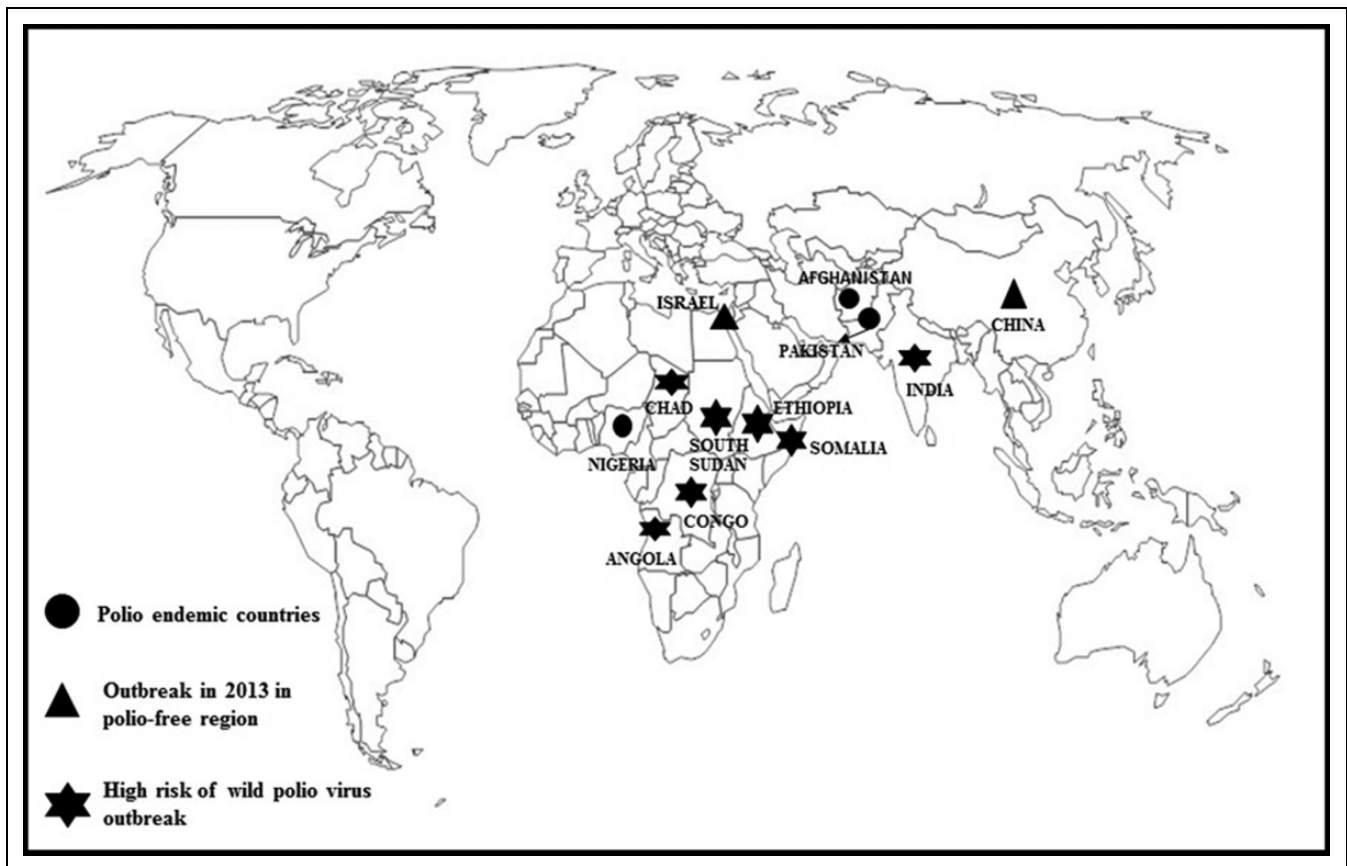 AFGHANISTAN
ISRAEL
CHINA
PAKISTAN
INDIA
CHAD
ETHIOPIA
SOUTH
SUDAN
SOMALIA
NIGERIA
CONGO
ANGOLA
Polio endemic countries
Outbreak in 2013 in
polio-free region
High risk of wild polio virus
outbreak